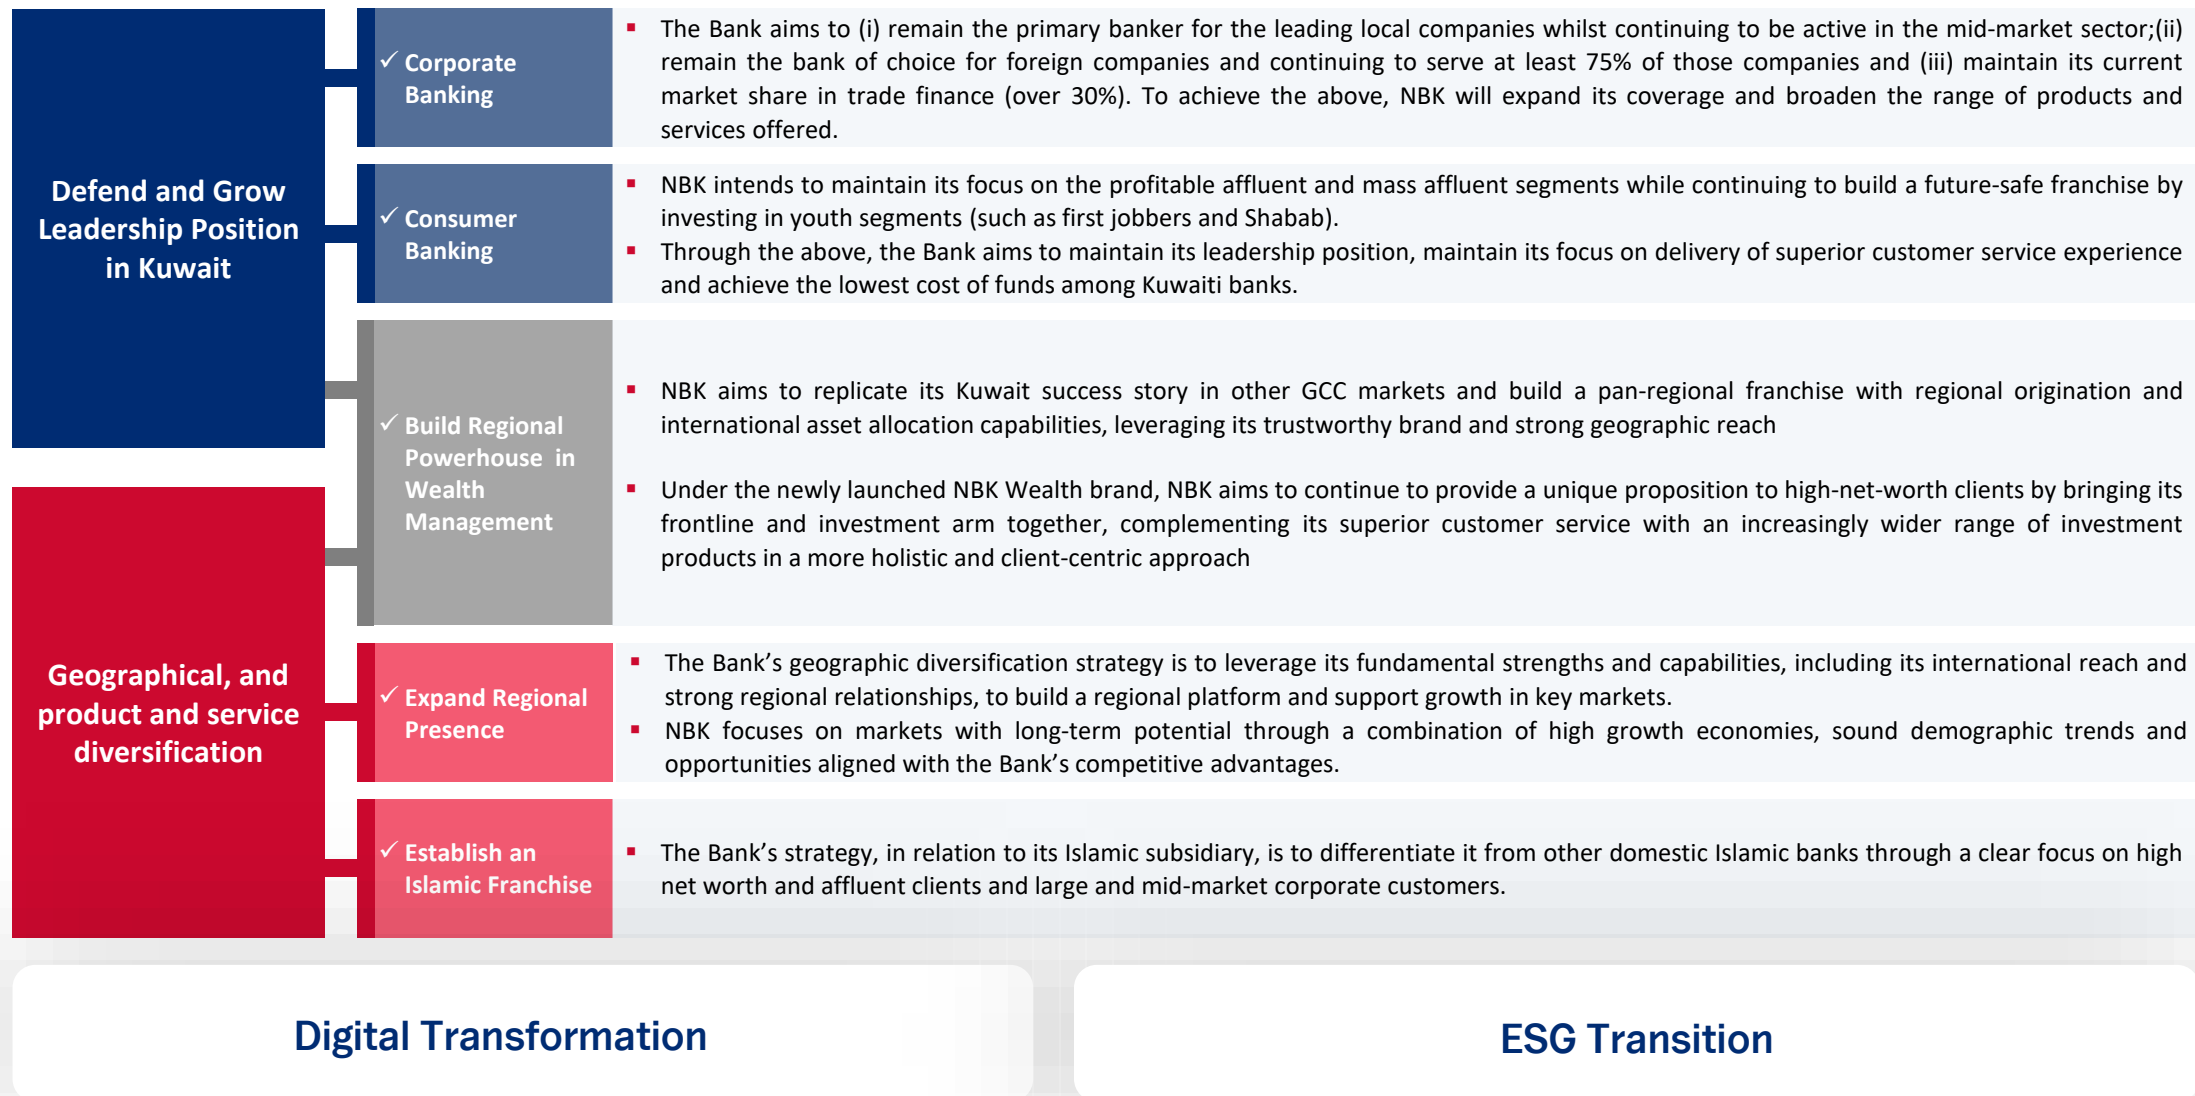 Defend and Grow
Leadership Position
in Kuwait
✓ Corporate
Banking
▪ The Bank aims to (i) remain the primary banker for the leading local companies whilst continuing to be active in the mid-market sector;(ii)
remain the bank of choice for foreign companies and continuing to serve at least 75% of those companies and (iii) maintain its current
market share in trade finance (over 30%). To achieve the above, NBK will expand its coverage and broaden the range of products and
services offered.
✓ Consumer
Banking
▪ NBK intends to maintain its focus on the profitable affluent and mass affluent segments while continuing to build a future-safe franchise by
investing in youth segments (such as first jobbers and Shabab).
▪ Through the above, the Bank aims to maintain its leadership position, maintain its focus on delivery of superior customer service experience
and achieve the lowest cost of funds among Kuwaiti banks.
✓ Build Regional
Powerhouse in
Wealth
Management
▪ NBK aims to replicate its Kuwait success story in other GCC markets and build a pan-regional franchise with regional origination and
international asset allocation capabilities, leveraging its trustworthy brand and strong geographic reach
▪ Under the newly launched NBK Wealth brand, NBK aims to continue to provide a unique proposition to high-net-worth clients by bringing its
frontline and investment arm together, complementing its superior customer service with an increasingly wider range of investment
products in a more holistic and client-centric approach
Geographical, and
product and service
diversification
✓ Expand Regional
Presence
▪ The Bank’s geographic diversification strategy is to leverage its fundamental strengths and capabilities, including its international reach and
strong regional relationships, to build a regional platform and support growth in key markets.
▪ NBK focuses on markets with long-term potential through a combination of high growth economies, sound demographic trends and
opportunities aligned with the Bank’s competitive advantages.
✓ Establish an
Islamic Franchise
▪ The Bank’s strategy, in relation to its Islamic subsidiary, is to differentiate it from other domestic Islamic banks through a clear focus on high
net worth and affluent clients and large and mid-market corporate customers.
Digital Transformation
ESG Transition